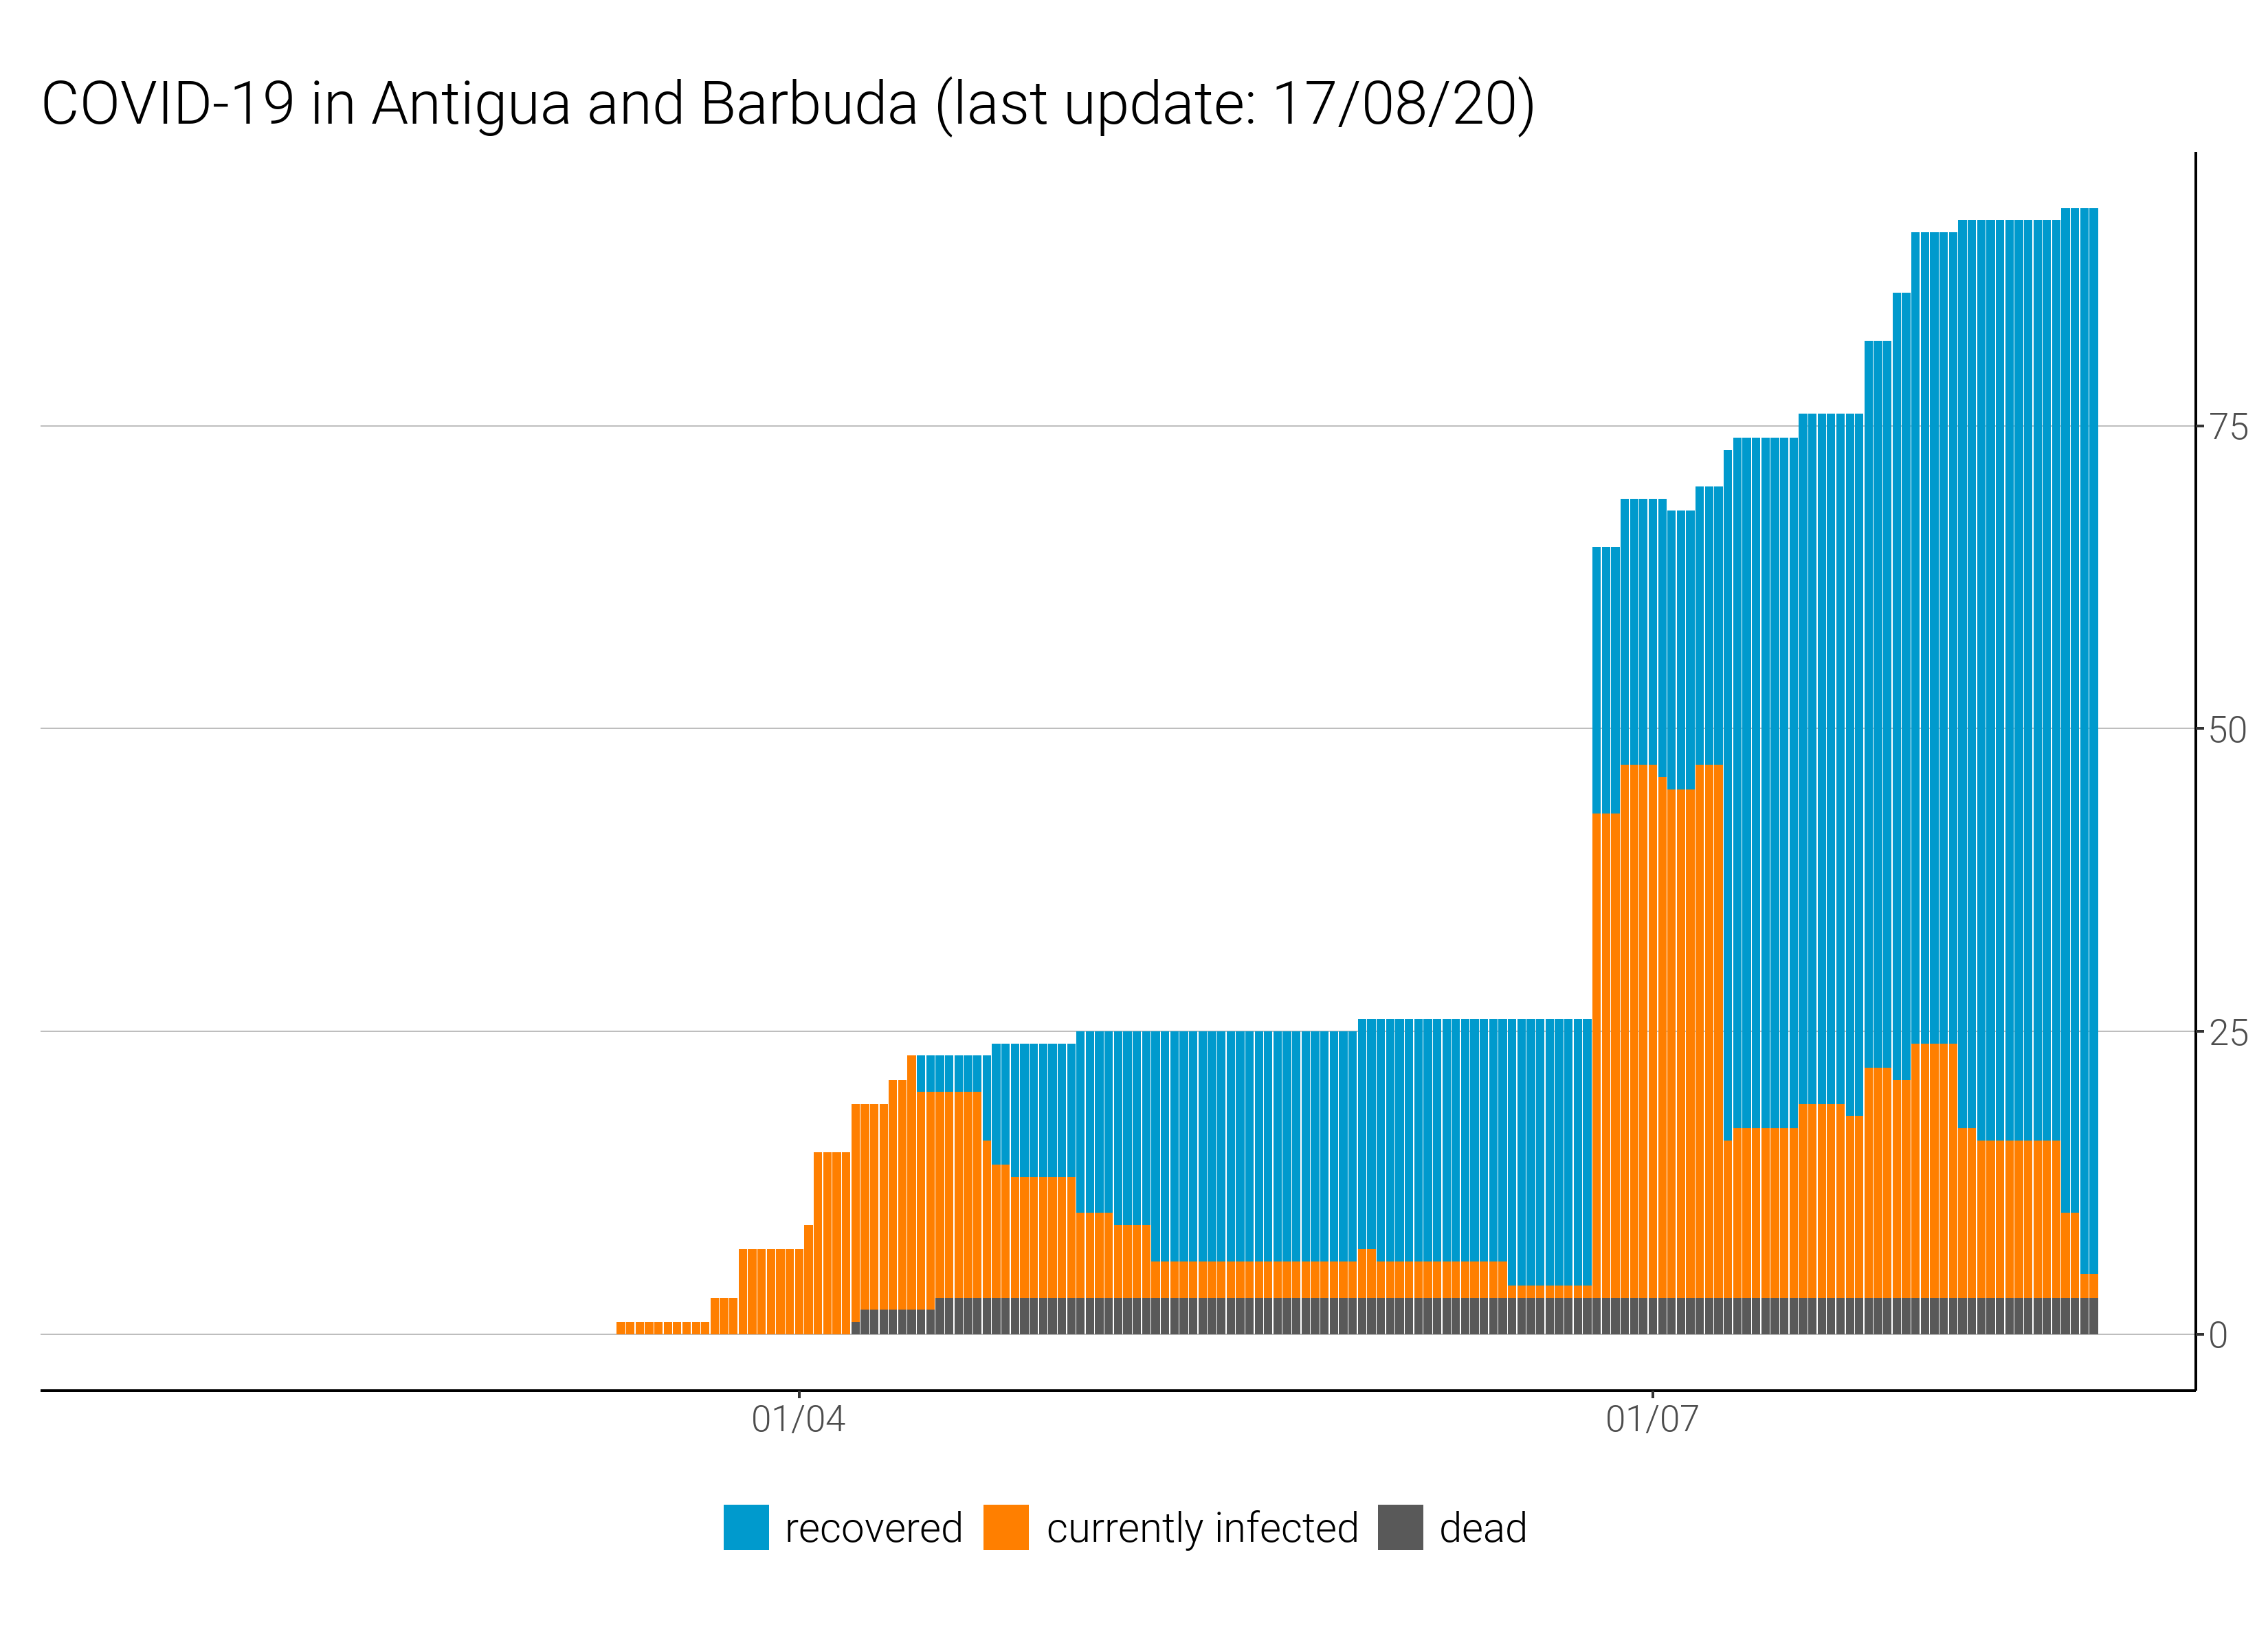 COVID-19 in Antigua and Barbuda (last update: 17/08/20)
75
50
25
0
01/04 01/07
recovered currently infected dead